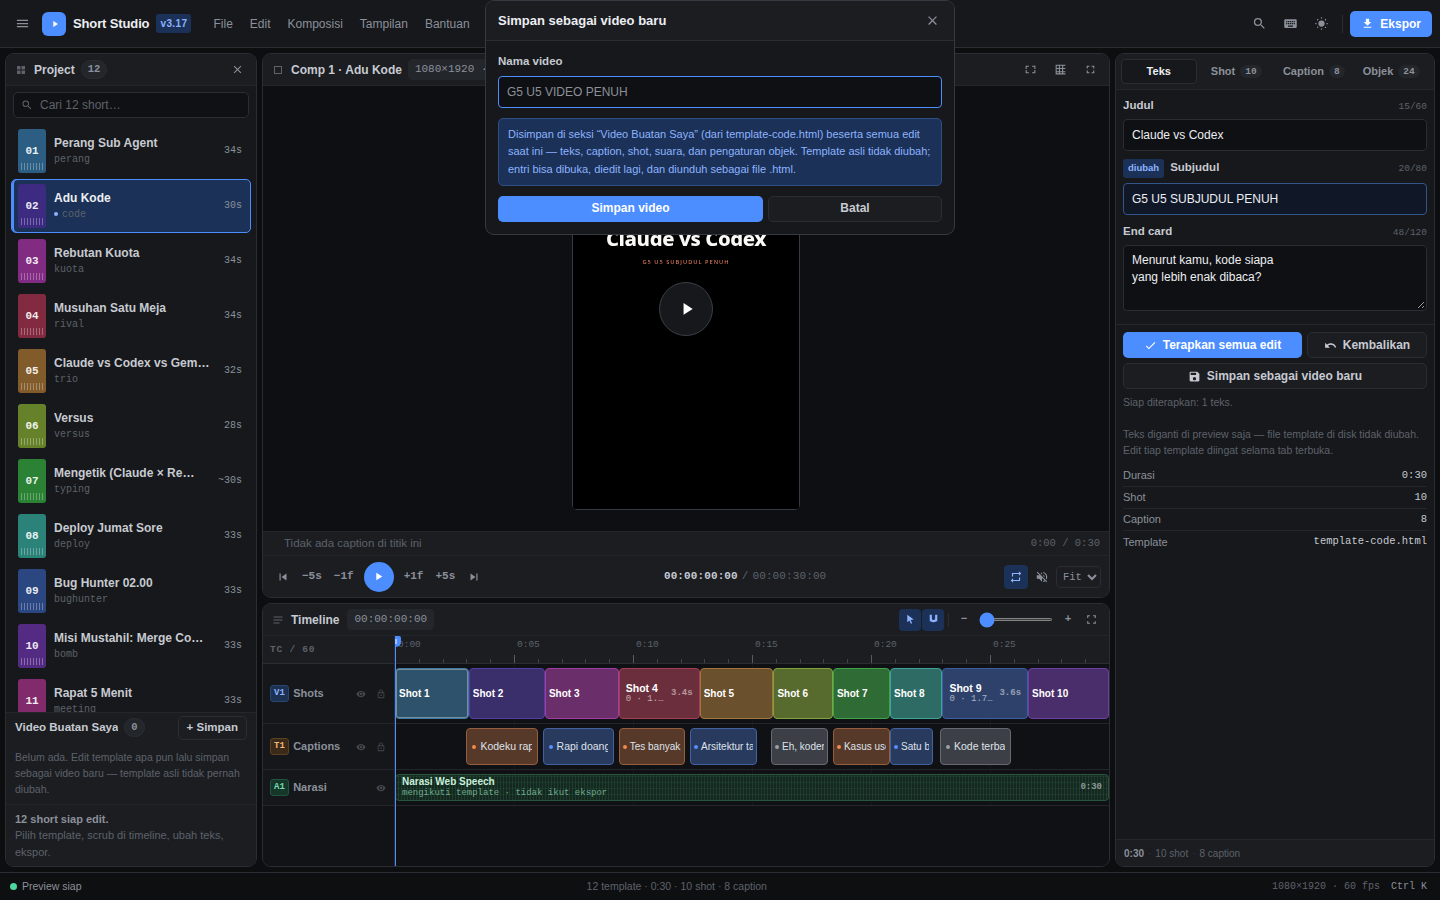 Short Studio v3.17 File Edit Komposisi Tampilan Bantuan
Ekspor
Project 12
Cari 12 short…
01 Perang Sub Agent 34s
perang
02 Adu Kode 30s
code
03 Rebutan Kuota 34s
kuota
04 Musuhan Satu Meja 34s
rival
05 Claude vs Codex vs Gem… 32s
trio
06 Versus 28s
versus
07 Mengetik (Claude × Re… ~30s
typing
08 Deploy Jumat Sore 33s
deploy
09 Bug Hunter 02.00 33s
bughunter
10 Misi Mustahil: Merge Co… 33s
bomb
11 Rapat 5 Menit 33s
meeting
Video Buatan Saya 0 + Simpan
Belum ada. Edit template apa pun lalu simpan
sebagai video baru — template asli tidak pernah
diubah.
12 short siap edit.
Pilih template, scrub di timeline, ubah teks,
ekspor.
Comp 1 · Adu Kode 1080×1920 ·
Simpan sebagai video baru
Nama video
G5 U5 VIDEO PENUH
Disimpan di seksi “Video Buatan Saya” (dari template-code.html) beserta semua edit
saat ini — teks, caption, shot, suara, dan pengaturan objek. Template asli tidak diubah;
entri bisa dibuka, diedit lagi, dan diunduh sebagai file .html.
Simpan video Batal
Claude vs Codex
G5 U5 SUBJUDUL PENUH
Tidak ada caption di titik ini 0:00 / 0:30
−5s −1f +1f +5s 00:00:00:00 / 00:00:30:00 Fit
Timeline 00:00:00:00 − +
TC / 60 0:00 0:05 0:10 0:15 0:20 0:25
V1 Shots Shot 1 Shot 2 Shot 3 Shot 4 3.4s Shot 5 Shot 6 Shot 7 Shot 8 Shot 9 3.6s Shot 10
0 · 1.… 0 · 1.7…
T1 Captions Kodeku rap Rapi doang Tes banyak Arsitektur ta Eh, koder Kasus us Satu b Kode terba
A1 Narasi Narasi Web Speech 0:30
mengikuti template · tidak ikut ekspor
Teks Shot 10 Caption 8 Objek 24
Judul 15/60
Claude vs Codex
diubah Subjudul 20/80
G5 U5 SUBJUDUL PENUH
End card 48/120
Menurut kamu, kode siapa
yang lebih enak dibaca?
Terapkan semua edit Kembalikan
Simpan sebagai video baru
Siap diterapkan: 1 teks.
Teks diganti di preview saja — file template di disk tidak diubah.
Edit tiap template diingat selama tab terbuka.
Durasi 0:30
Shot 10
Caption 8
Template template-code.html
0:30 · 10 shot · 8 caption
Preview siap 12 template · 0:30 · 10 shot · 8 caption 1080×1920 · 60 fps Ctrl K